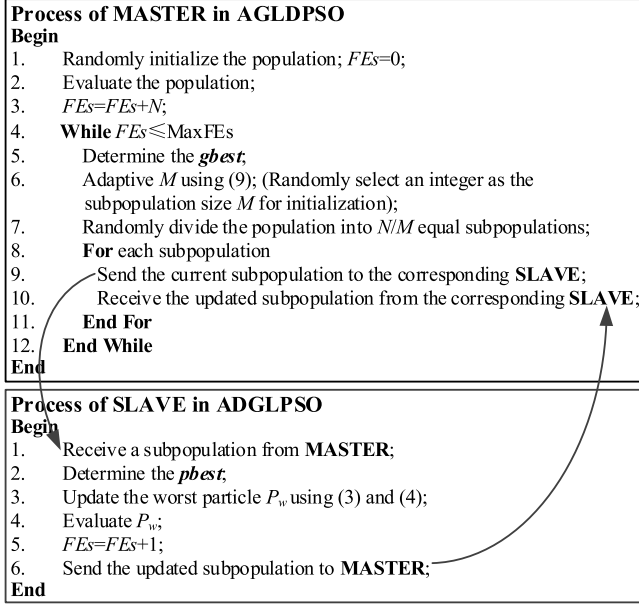 Process of MASTER in AGLDPSO
Begin
1. Randomly initialize the population; FEs=0;
2. Evaluate the population;
3. FEs=FEs+N;
4. While FEs≤MaxFEs
5. Determine the gbest;
6. Adaptive M using (9); (Randomly select an integer as the
subpopulation size M for initialization);
7. Randomly divide the population into N/M equal subpopulations;
8. For each subpopulation
9. Send the current subpopulation to the corresponding SLAVE;
10. Receive the updated subpopulation from the corresponding SLAVE;
11. End For
12. End While
End
Process of SLAVE in ADGLPSO
Begin
1. Receive a subpopulation from MASTER;
2. Determine the pbest;
3. Update the worst particle Pw using (3) and (4);
4. Evaluate Pw;
5. FEs=FEs+1;
6. Send the updated subpopulation to MASTER;
End